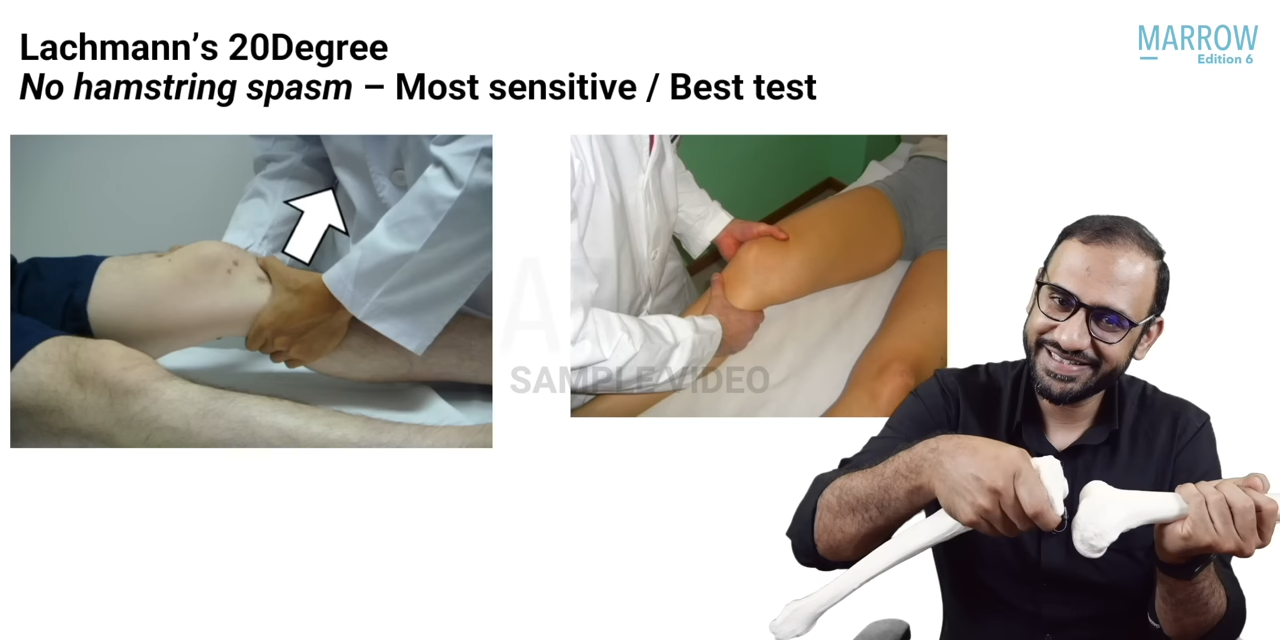 Lachmann’s 20Degree
No hamstring spasm – Most sensitive / Best test
MARROW
Edition 6
SAMPLE VIDEO